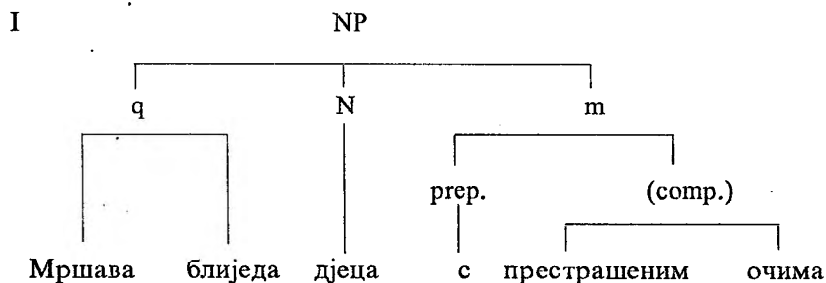 I NP
q N m
prep. (comp.)
Мршава блиједа дјеца с престрашеним очима